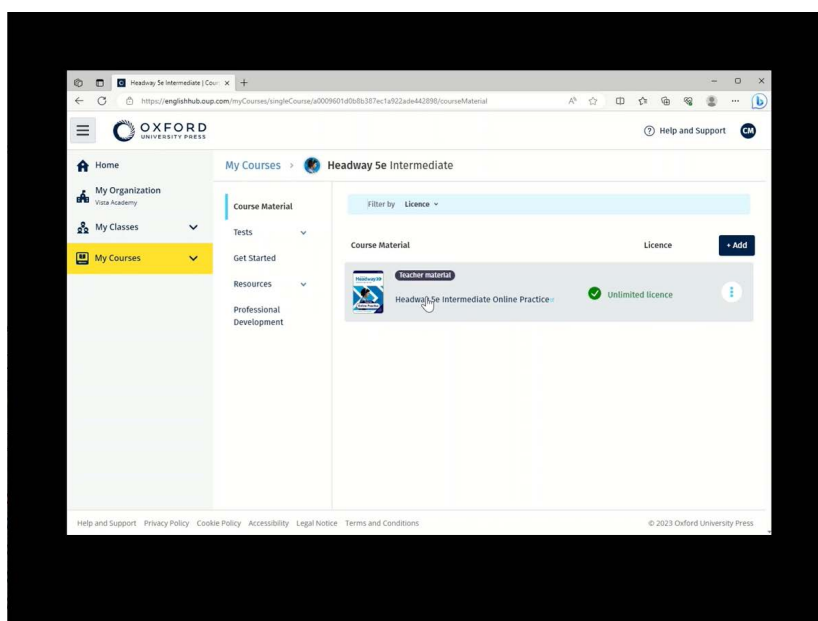 Headway 5e Intermediate | Cou
https://englishhub.oup.com/myCourses/singleCourse/a0009601d0b8b387ec1a922ade442898/courseMaterial
OXFORD
UNIVERSITY PRESS
Help and Support
CM
Home
My Organization
Vista Academy
My Classes
My Courses
My Courses > Headway 5e Intermediate
Course Material
Tests
Get Started
Resources
Professional
Development
Filter by Licence
Course Material Licence + Add
Teacher material
Headway 5e Intermediate Online Practice
Unlimited licence
Help and Support Privacy Policy Cookie Policy Accessibility Legal Notice Terms and Conditions
© 2023 Oxford University Press